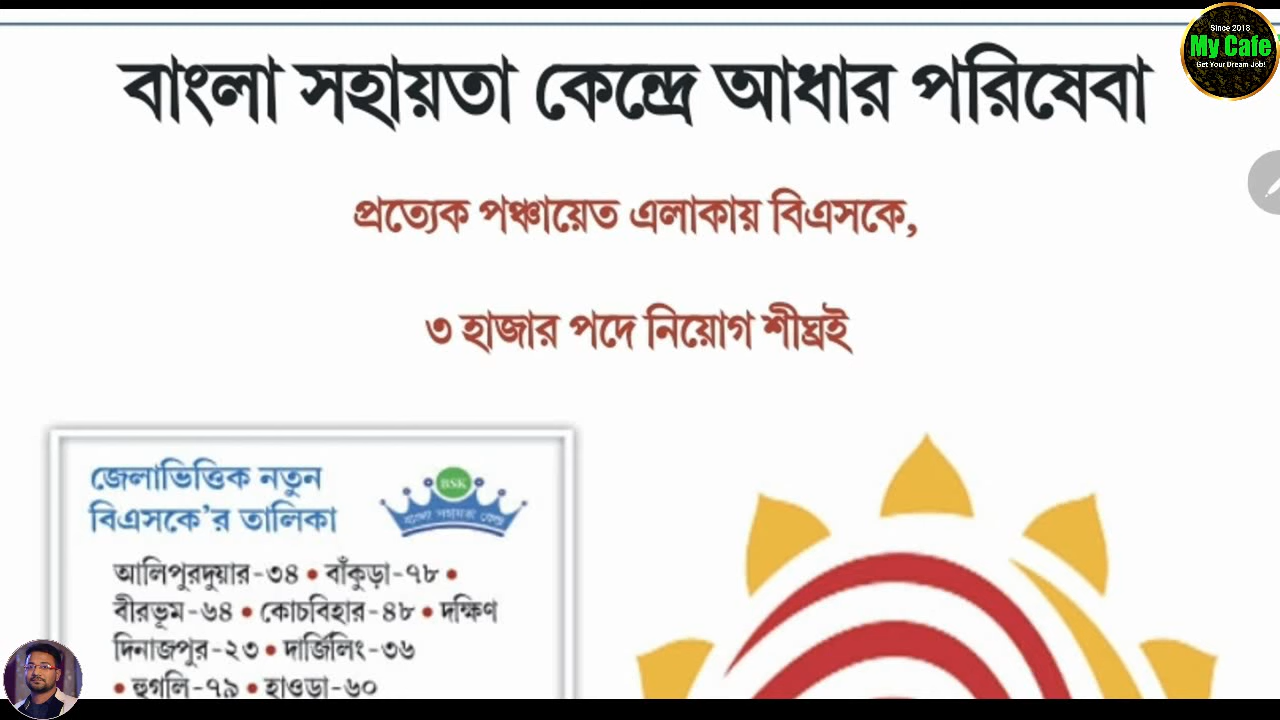 Since 2018
My Cafe
Get Your Dream Job!
বাংলা সহায়তা কেন্দ্রে আধার পরিষেবা
প্রত্যেক পঞ্চায়েত এলাকায় বিএসকে,
৩ হাজার পদে নিয়োগ শীঘ্রই
জেলাভিত্তিক নতুন
বিএসকে'র তালিকা
BSK
বাংলা সহায়তা কেন্দ্র
আলিপুরদুয়ার-৩৪ • বাঁকুড়া-৭৮ •
বীরভূম-৬৪ • কোচবিহার-৪৮ • দক্ষিণ
দিনাজপুর-২৩ • দার্জিলিং-৩৬
• হুগলি-৭৯ • হাওড়া-৬০